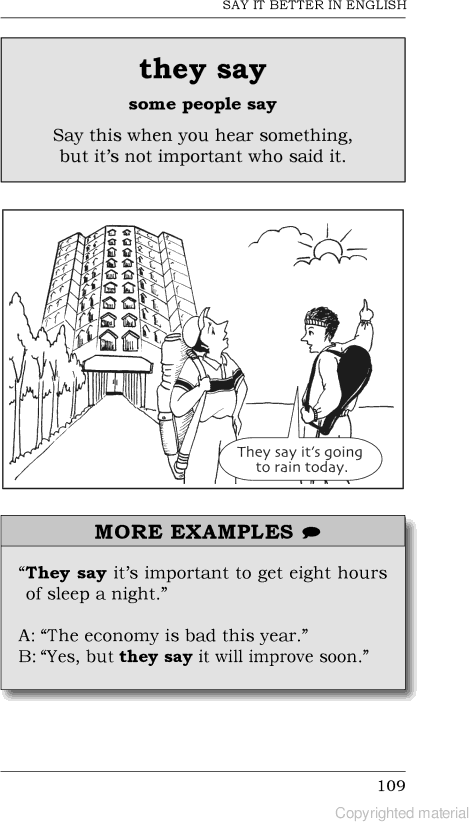 SAY IT BETTER IN ENGLISH
they say
some people say
Say this when you hear something,
but it’s not important who said it.
They say it’s going
to rain today.
MORE EXAMPLES
“They say it’s important to get eight hours
of sleep a night.”
A: “The economy is bad this year.”
B: “Yes, but they say it will improve soon.”
109
Copyrighted material